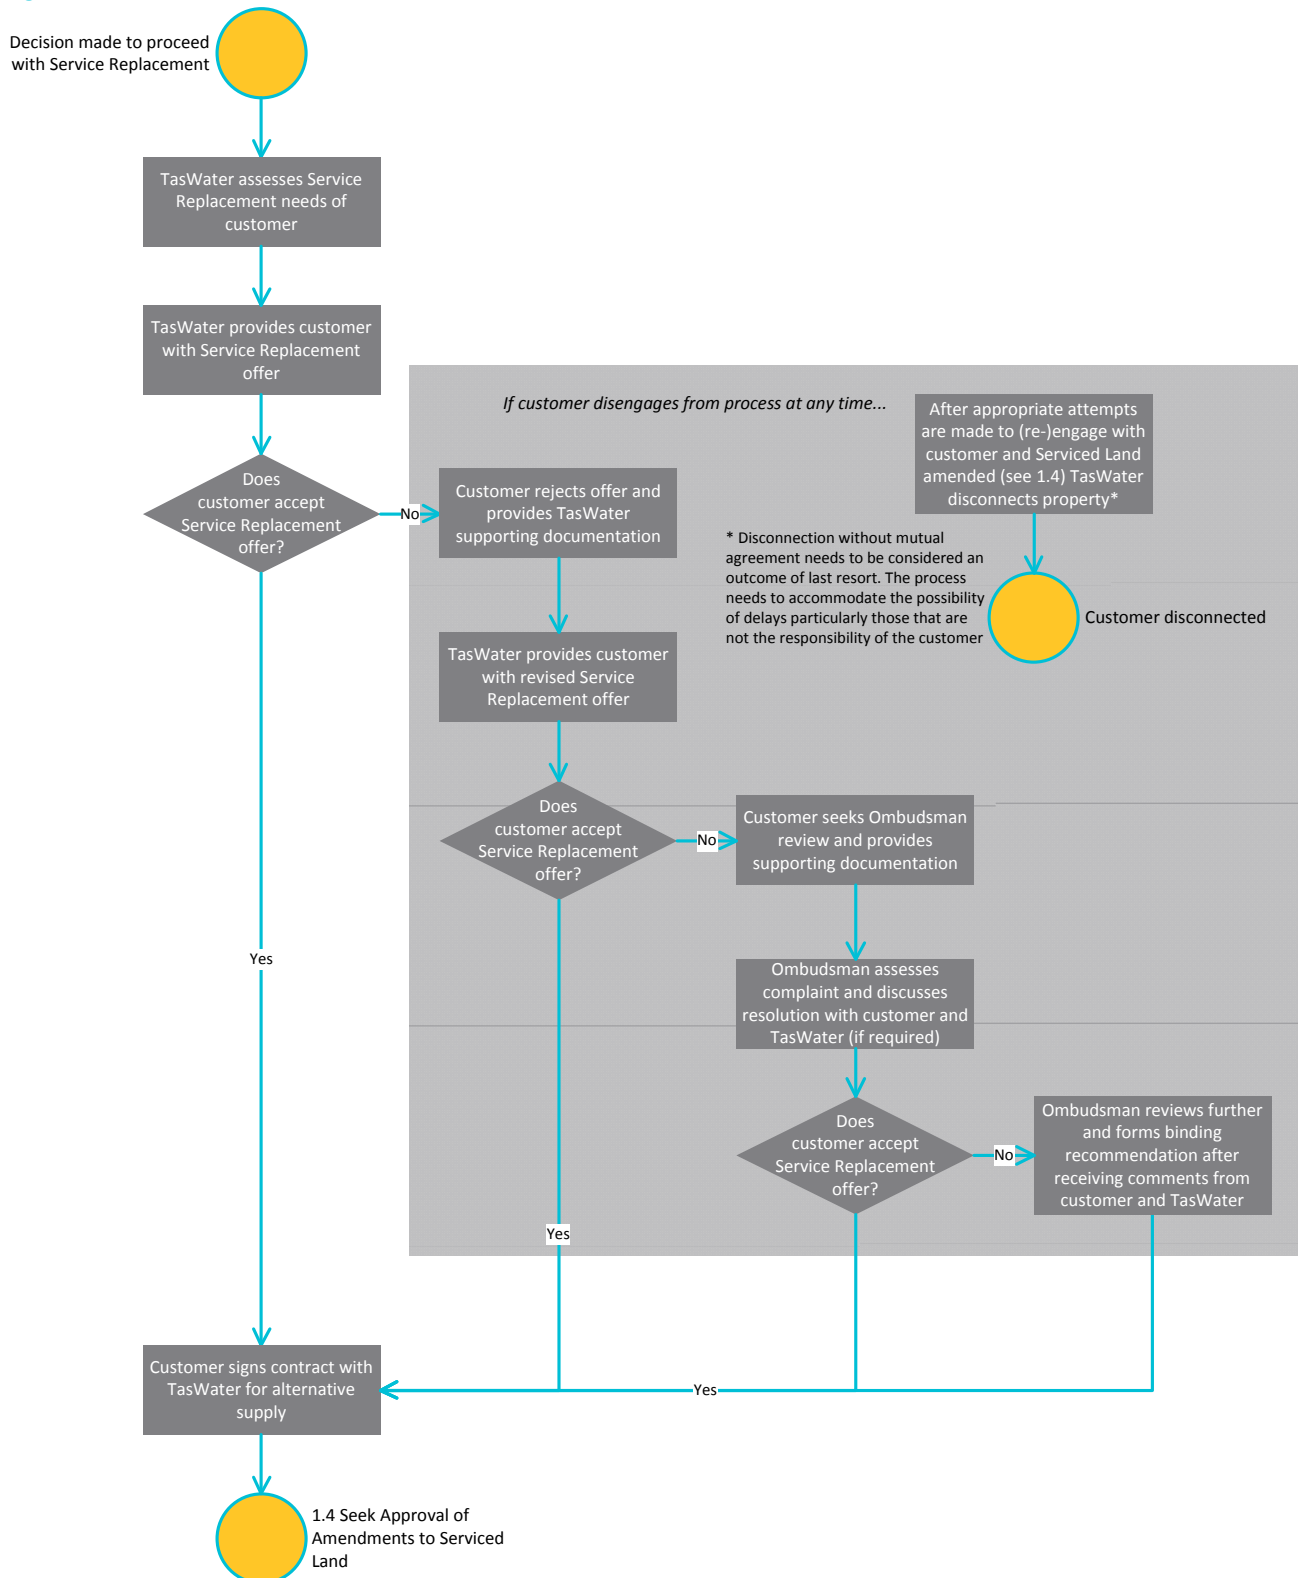 Decision made to proceed
with Service Replacement
TasWater assesses Service
Replacement needs of
customer
TasWater provides customer
with Service Replacement
offer
If customer disengages from process at any time...
After appropriate attempts
are made to (re-)engage with
customer and Serviced Land
amended (see 1.4) TasWater
disconnects property*
Does
customer accept
Service Replacement
offer?
No
Customer rejects offer and
provides TasWater
supporting documentation
* Disconnection without mutual
agreement needs to be considered an
outcome of last resort. The process
needs to accommodate the possibility
of delays particularly those that are
not the responsibility of the customer
Customer disconnected
TasWater provides customer
with revised Service
Replacement offer
Does
customer accept
Service Replacement
offer?
No
Customer seeks Ombudsman
review and provides
supporting documentation
Yes
Ombudsman assesses
complaint and discusses
resolution with customer and
TasWater (if required)
Does
customer accept
Service Replacement
offer?
No
Ombudsman reviews further
and forms binding
recommendation after
receiving comments from
customer and TasWater
Yes
Customer signs contract with
TasWater for alternative
supply
Yes
1.4 Seek Approval of
Amendments to Serviced
Land